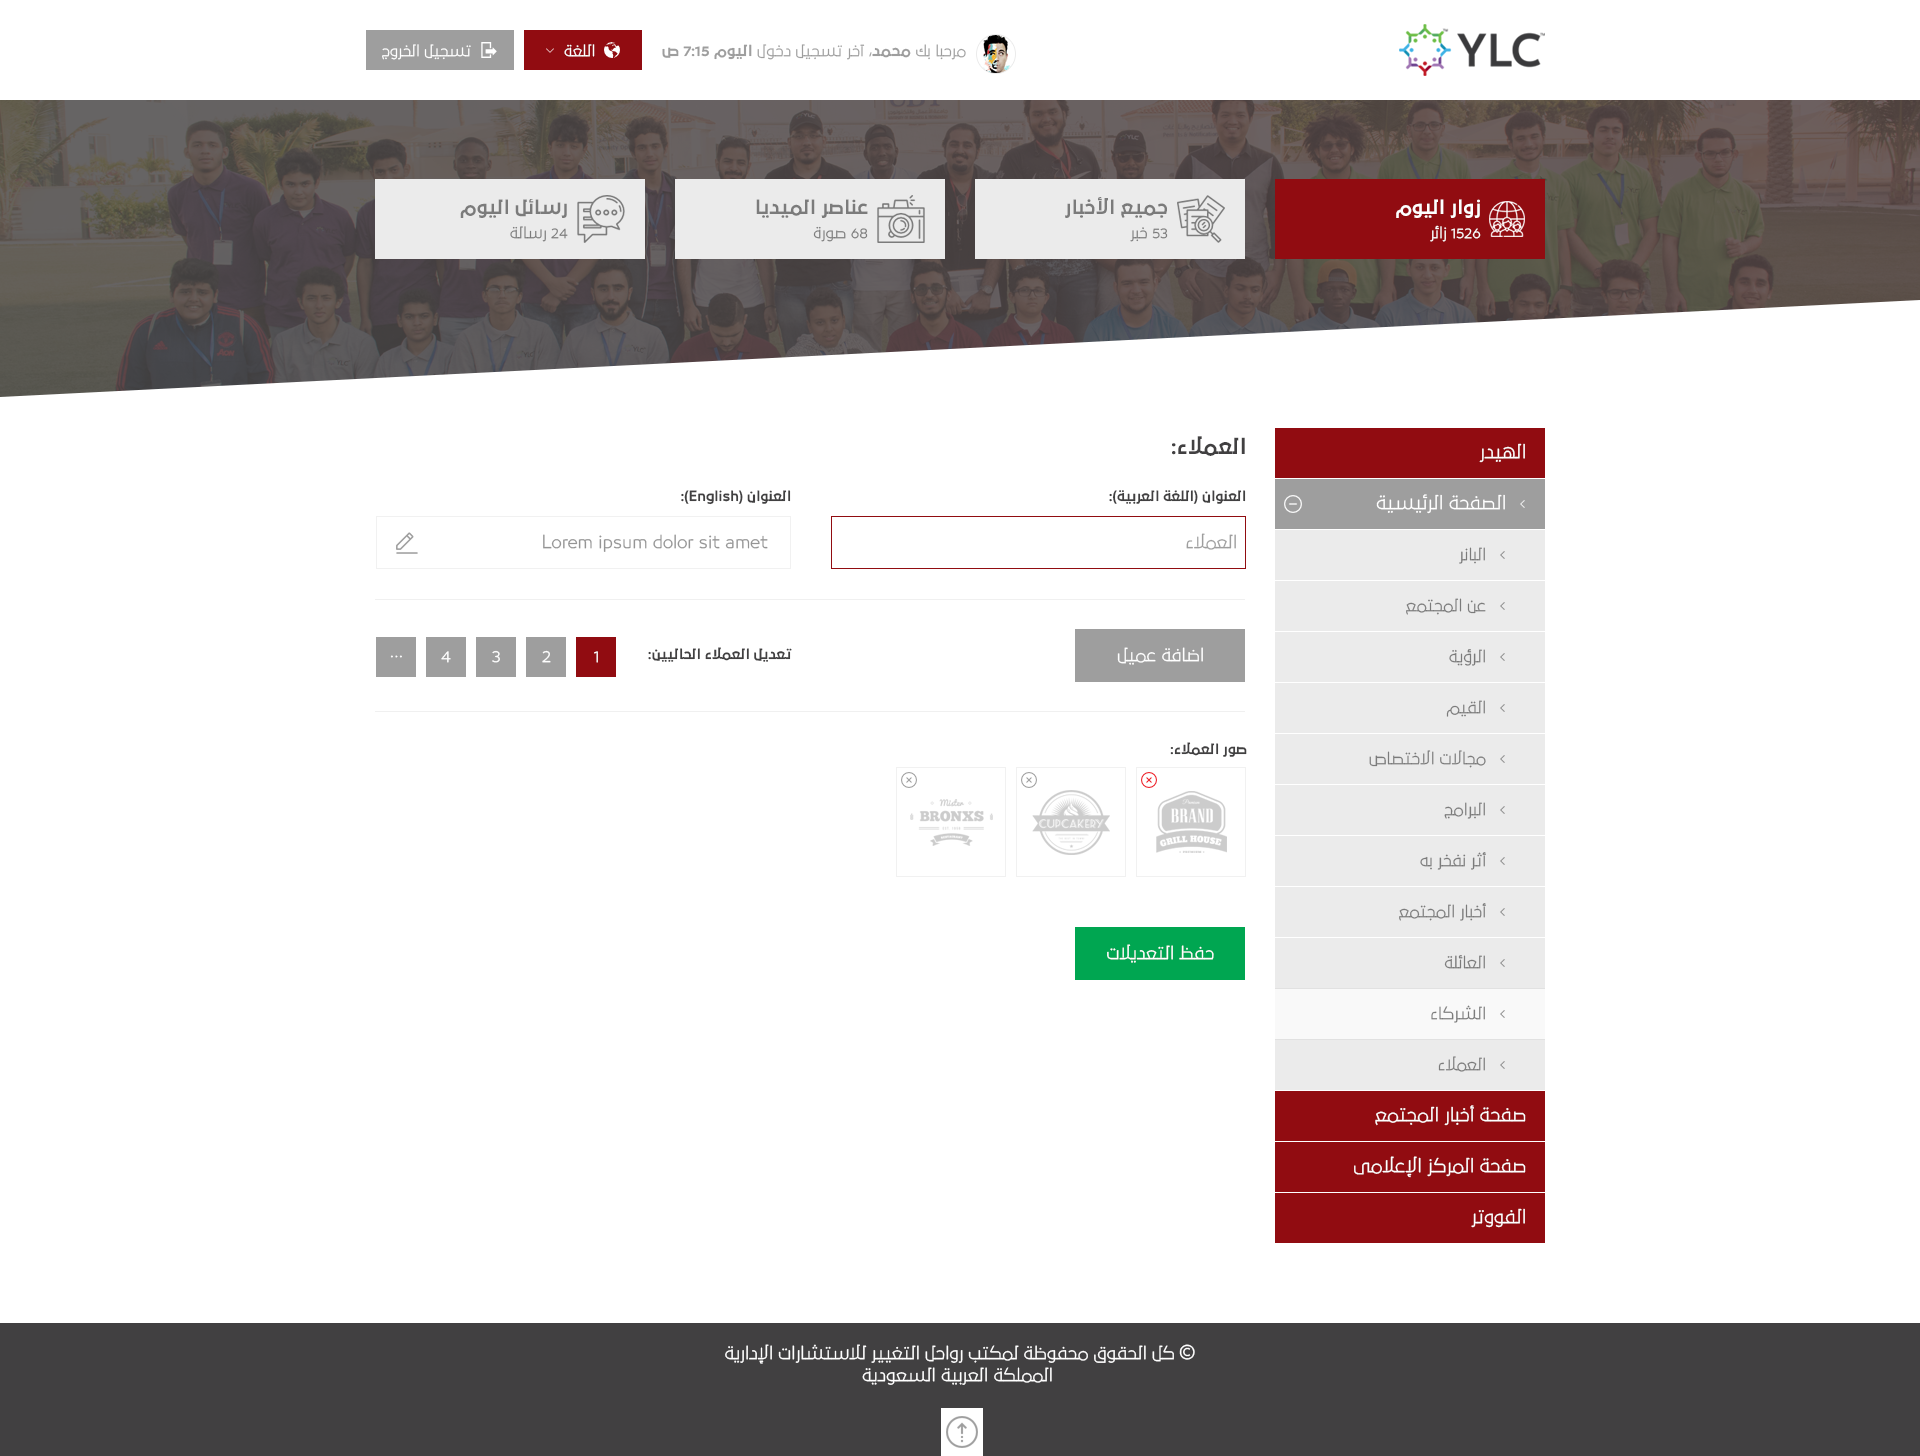 YLC
مرحبا بك محمد، آخر تسجيل دخول اليوم 7:15 ص
اللغة
تسجيل الخروج
زوار اليوم
1526 زائر
جميع الأخبار
53 خبر
عناصر الميديا
68 صورة
رسائل اليوم
24 رسالة
الهيدر
الصفحة الرئيسية
البانر
عن المجتمع
الرؤية
القيم
مجالات الاختصاص
البرامج
أثر نفخر به
أخبار المجتمع
العائلة
الشركاء
العملاء
صفحة أخبار المجتمع
صفحة المركز الإعلامى
الفووتر
العملاء:
العنوان (اللغة العربية):
العملاء
العنوان (English):
Lorem ipsum dolor sit amet
اضافة عميل
تعديل العملاء الحاليين:
1 2 3 4 ...
صور العملاء:
BRAND
GRILL HOUSE
CUPCAKERY
Mister
BRONXS
حفظ التعديلات
© كل الحقوق محفوظة لمكتب رواحل التغيير للاستشارات الإدارية
المملكة العربية السعودية